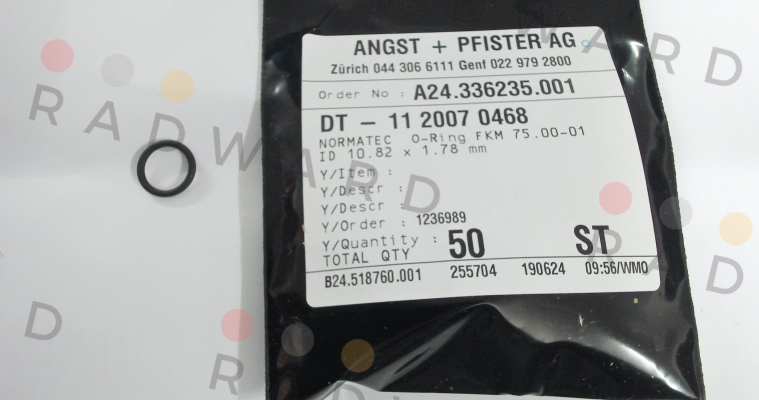 ANGST + PFISTER AG
Zürich 044 306 6111 Genf 022 979 2800
Order No : A24.336235.001
DT - 11 2007 0468
NORMATEC O-Ring FKM 75.00-01
ID 10.82 x 1.78 mm
Y/Item :
Y/Descr :
Y/Descr :
Y/Order : 1236989
Y/Quantity : 50 ST
TOTAL QTY
B24.518760.001 255704 190624 09:56/WMO
RADWARD
WARD
RAD
D
R